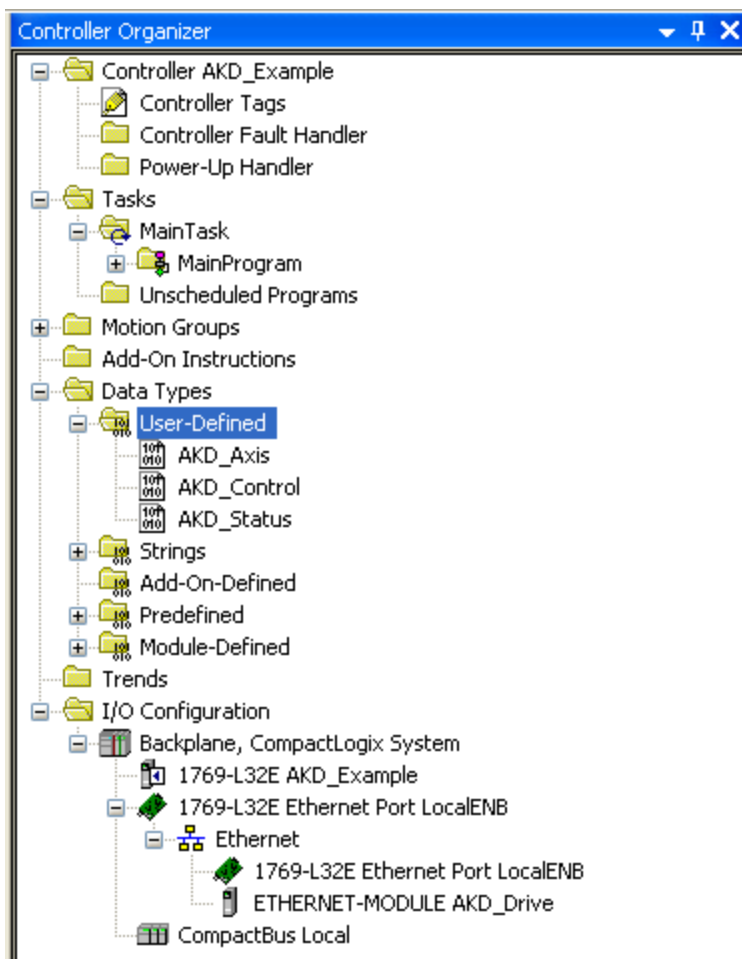 Controller Organizer
Controller AKD_Example
Controller Tags
Controller Fault Handler
Power-Up Handler
Tasks
MainTask
MainProgram
Unscheduled Programs
Motion Groups
Add-On Instructions
Data Types
User-Defined
AKD_Axis
AKD_Control
AKD_Status
Strings
Add-On-Defined
Predefined
Module-Defined
Trends
I/O Configuration
Backplane, CompactLogix System
1769-L32E AKD_Example
1769-L32E Ethernet Port LocalENB
Ethernet
1769-L32E Ethernet Port LocalENB
ETHERNET-MODULE AKD_Drive
CompactBus Local